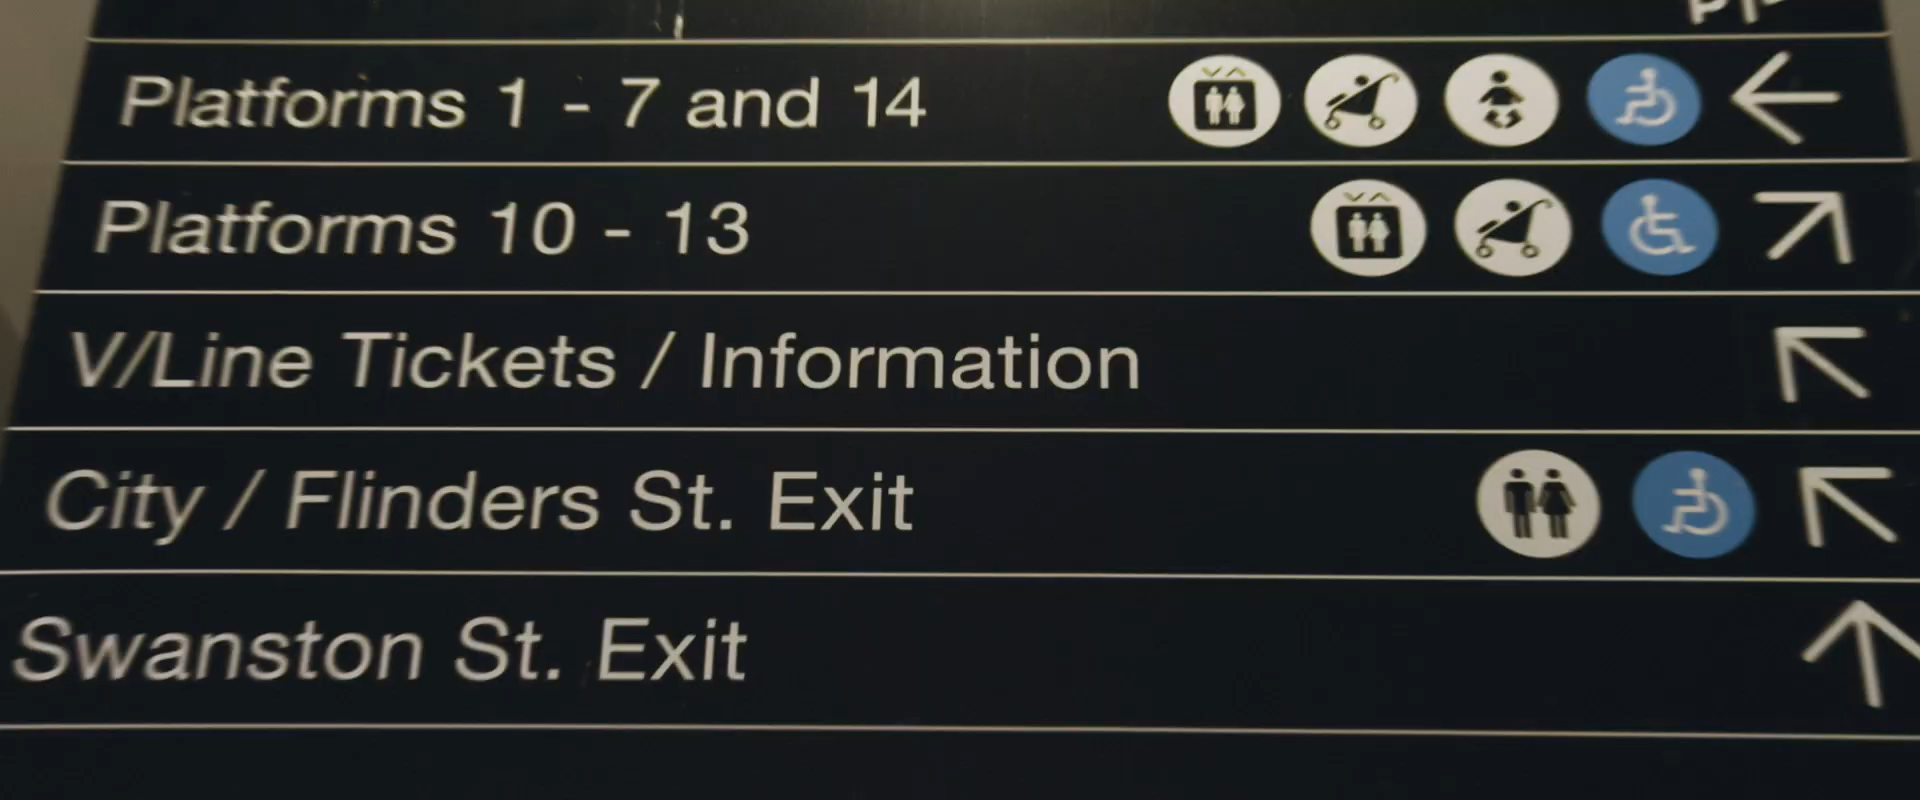 Platforms 1 - 7 and 14
Platforms 10 - 13
V/Line Tickets / Information
City / Flinders St. Exit
Swanston St. Exit